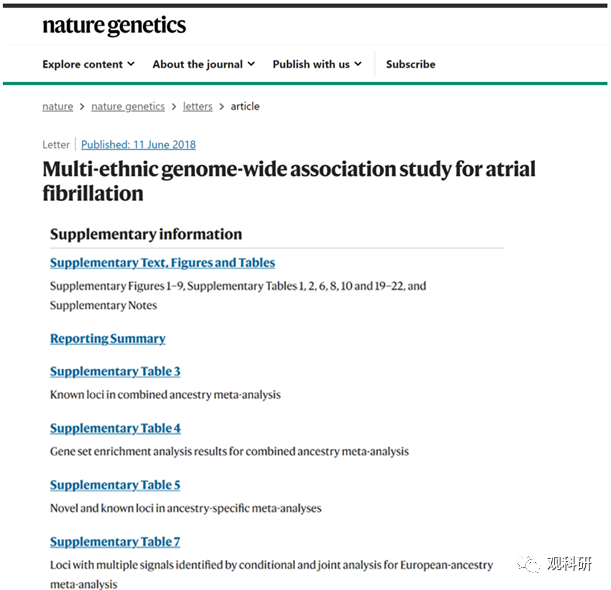 nature genetics
Explore content About the journal Publish with us Subscribe
nature > nature genetics > letters > article
Letter | Published: 11 June 2018
Multi-ethnic genome-wide association study for atrial
fibrillation
Supplementary information
Supplementary Text, Figures and Tables
Supplementary Figures 1–9, Supplementary Tables 1, 2, 6, 8, 10 and 19–22, and
Supplementary Notes
Reporting Summary
Supplementary Table 3
Known loci in combined ancestry meta-analysis
Supplementary Table 4
Gene set enrichment analysis results for combined ancestry meta-analysis
Supplementary Table 5
Novel and known loci in ancestry-specific meta-analyses
Supplementary Table 7
Loci with multiple signals identified by conditional and joint analysis for European-ancestry
meta-analysis
观科研